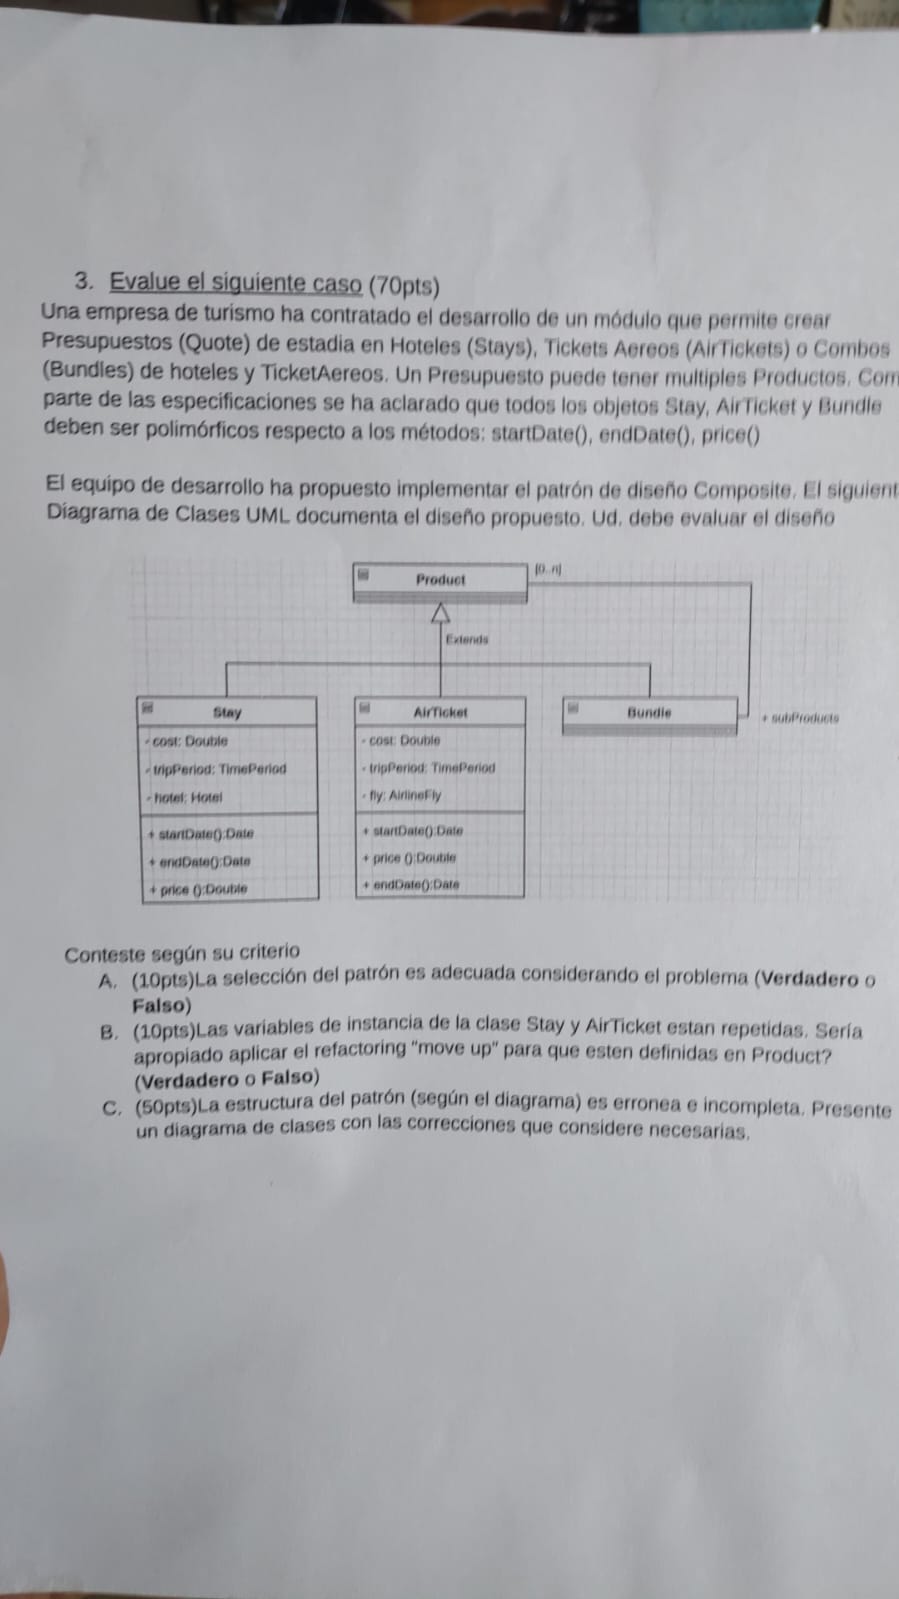 3. Evalue el siguiente caso (70pts)
Una empresa de turismo ha contratado el desarrollo de un módulo que permite crear
Presupuestos (Quote) de estadia en Hoteles (Stays), Tickets Aereos (AirTickets) o Combos
(Bundles) de hoteles y TicketAereos. Un Presupuesto puede tener multiples Productos. Com
parte de las especificaciones se ha aclarado que todos los objetos Stay, AirTicket y Bundle
deben ser polimórficos respecto a los métodos: startDate(), endDate(), price()
El equipo de desarrollo ha propuesto implementar el patrón de diseño Composite. El siguient
Diagrama de Clases UML documenta el diseño propuesto. Ud. debe evaluar el diseño
Product
[0..n]
Extends
+ subProducts
Stay
- cost: Double
- tripPeriod: TimePeriod
- hotel: Hotel
+ startDate():Date
+ endDate():Date
+ price ():Double
AirTicket
- cost: Double
- tripPeriod: TimePeriod
- fly: AirlineFly
+ startDate():Date
+ price ():Double
+ endDate():Date
Bundle
Conteste según su criterio
A. (10pts)La selección del patrón es adecuada considerando el problema (Verdadero o
Falso)
B. (10pts)Las variables de instancia de la clase Stay y AirTicket estan repetidas. Sería
apropiado aplicar el refactoring "move up" para que esten definidas en Product?
(Verdadero o Falso)
C. (50pts)La estructura del patrón (según el diagrama) es erronea e incompleta. Presente
un diagrama de clases con las correcciones que considere necesarias.